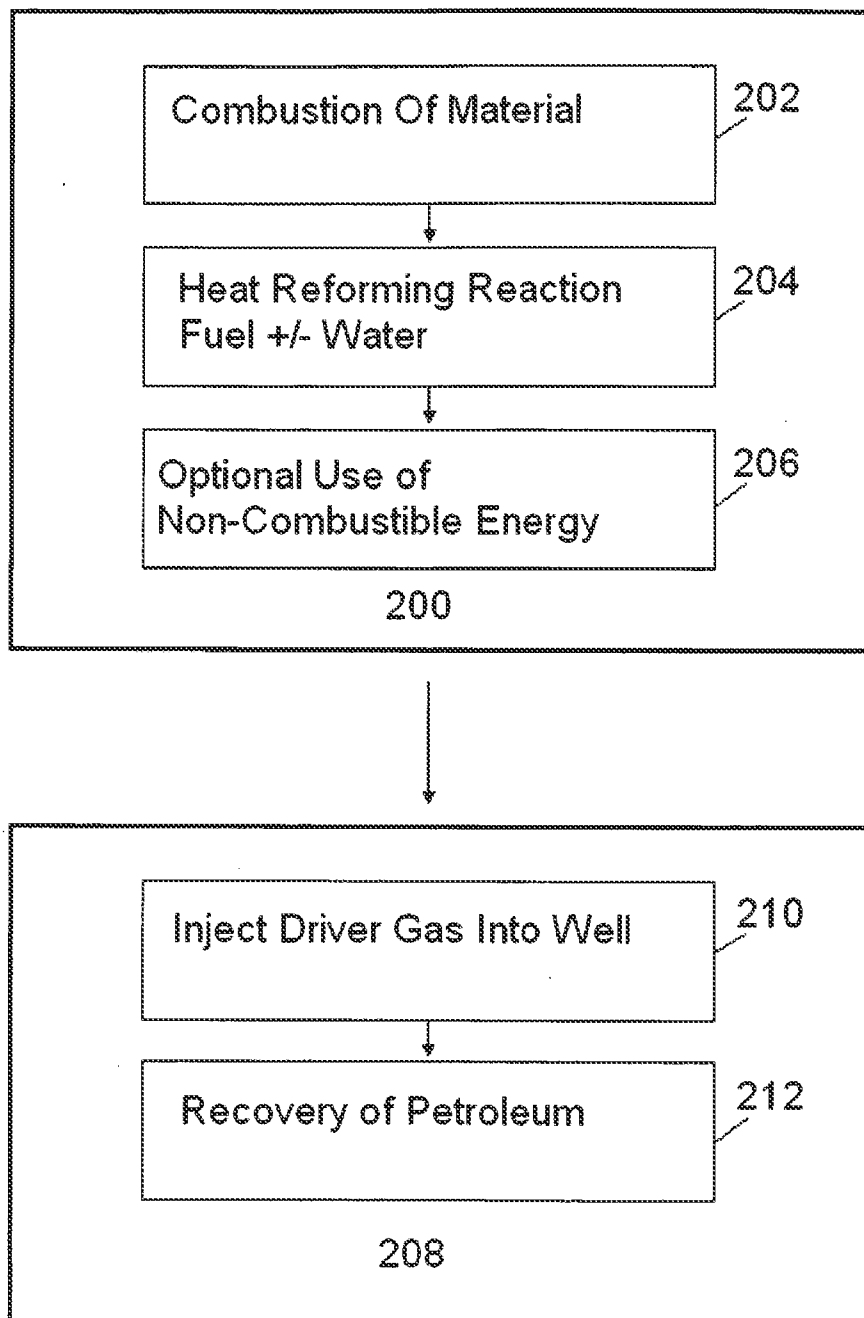 Combustion Of Material
202
Heat Reforming Reaction
Fuel +/- Water
204
Optional Use of
Non-Combustible Energy
206
200
Inject Driver Gas Into Well
210
Recovery of Petroleum
212
208